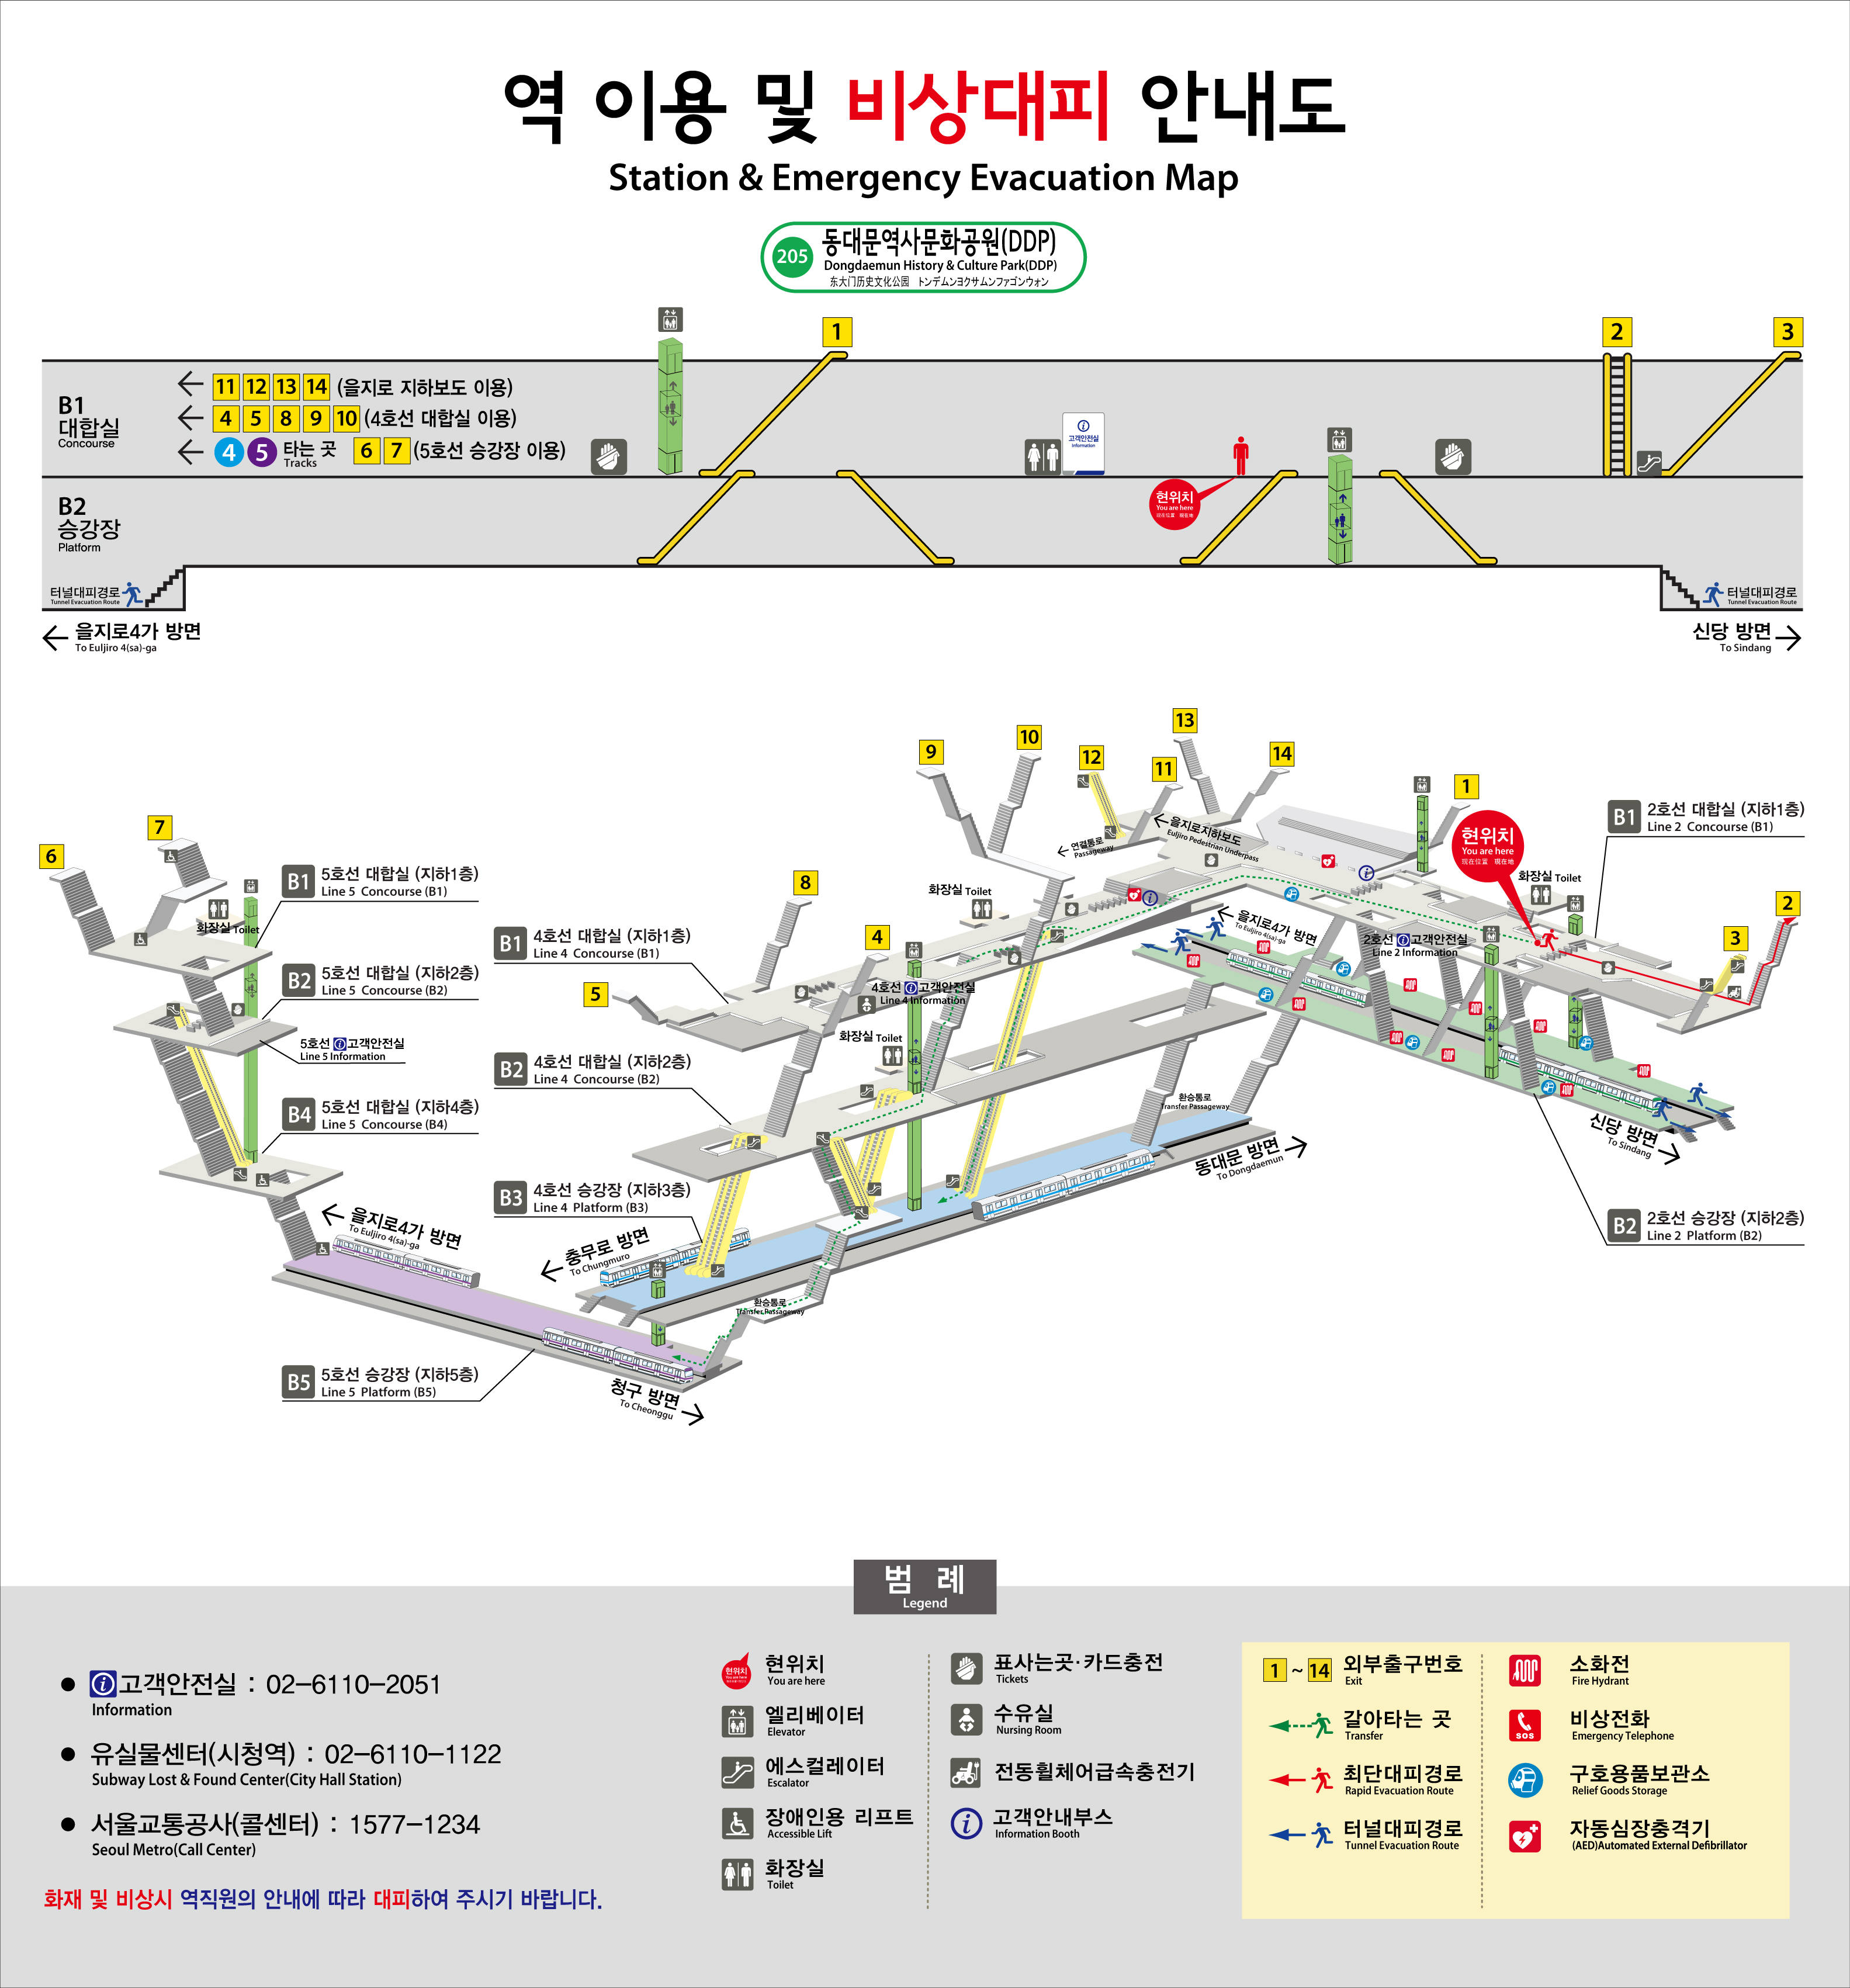 역 이용 및 비상대피 안내도
Station & Emergency Evacuation Map
205
동대문역사문화공원(DDP)
Dongdaemun History & Culture Park(DDP)
东大门历史文化公园 トンデムンヨクサムンファゴンウォン
1
2
3
B1
대합실
Concourse
11 12 13 14 (을지로 지하보도 이용)
4 5 8 9 10 (4호선 대합실 이용)
4 5 타는 곳 6 7 (5호선 승강장 이용)
Tracks
고객안전실
Information
현위치
You are here
现在位置 現在地
B2
승강장
Platform
터널대피경로
Tunnel Evacuation Route
터널대피경로
Tunnel Evacuation Route
을지로4가 방면
To Euljiro 4(sa)-ga
신당 방면
To Sindang
13
10
9
12
11
14
1
6
7
8
4
5
2
3
현위치
You are here
现在位置 現在地
B1 2호선 대합실 (지하1층)
Line 2 Concourse (B1)
을지로지하보도
Euljiro Pedestrian Underpass
연결통로
Passageway
화장실 Toilet
화장실 Toilet
화장실 Toilet
화장실 Toilet
B1 5호선 대합실 (지하1층)
Line 5 Concourse (B1)
B2 5호선 대합실 (지하2층)
Line 5 Concourse (B2)
5호선 고객안전실
Line 5 Information
B4 5호선 대합실 (지하4층)
Line 5 Concourse (B4)
B1 4호선 대합실 (지하1층)
Line 4 Concourse (B1)
4호선 고객안전실
Line 4 Information
B2 4호선 대합실 (지하2층)
Line 4 Concourse (B2)
B3 4호선 승강장 (지하3층)
Line 4 Platform (B3)
을지로4가 방면
To Euljiro 4(sa)-ga
2호선 고객안전실
Line 2 Information
환승통로
Transfer Passageway
동대문 방면
To Dongdaemun
신당 방면
To Sindang
B2 2호선 승강장 (지하2층)
Line 2 Platform (B2)
을지로4가 방면
To Euljiro 4(sa)-ga
충무로 방면
To Chungmuro
환승통로
Transfer Passageway
B5 5호선 승강장 (지하5층)
Line 5 Platform (B5)
청구 방면
To Cheonggu
범 례
Legend
● 고객안전실 : 02-6110-2051
Information
● 유실물센터(시청역) : 02-6110-1122
Subway Lost & Found Center(City Hall Station)
● 서울교통공사(콜센터) : 1577-1234
Seoul Metro(Call Center)
화재 및 비상시 역직원의 안내에 따라 대피하여 주시기 바랍니다.
현위치
You are here
현위치
You are here
엘리베이터
Elevator
에스컬레이터
Escalator
장애인용 리프트
Accessible Lift
화장실
Toilet
표사는곳·카드충전
Tickets
수유실
Nursing Room
전동휠체어급속충전기
고객안내부스
Information Booth
1 ~ 14 외부출구번호
Exit
갈아타는 곳
Transfer
최단대피경로
Rapid Evacuation Route
터널대피경로
Tunnel Evacuation Route
소화전
Fire Hydrant
SOS
비상전화
Emergency Telephone
구호용품보관소
Relief Goods Storage
자동심장충격기
(AED)Automated External Defibrillator